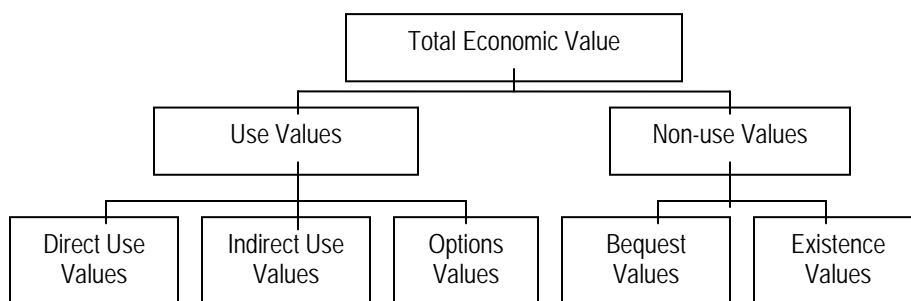 Total Economic Value
Use Values
Non-use Values
Direct Use
Values
Indirect Use
Values
Options
Values
Bequest
Values
Existence
Values